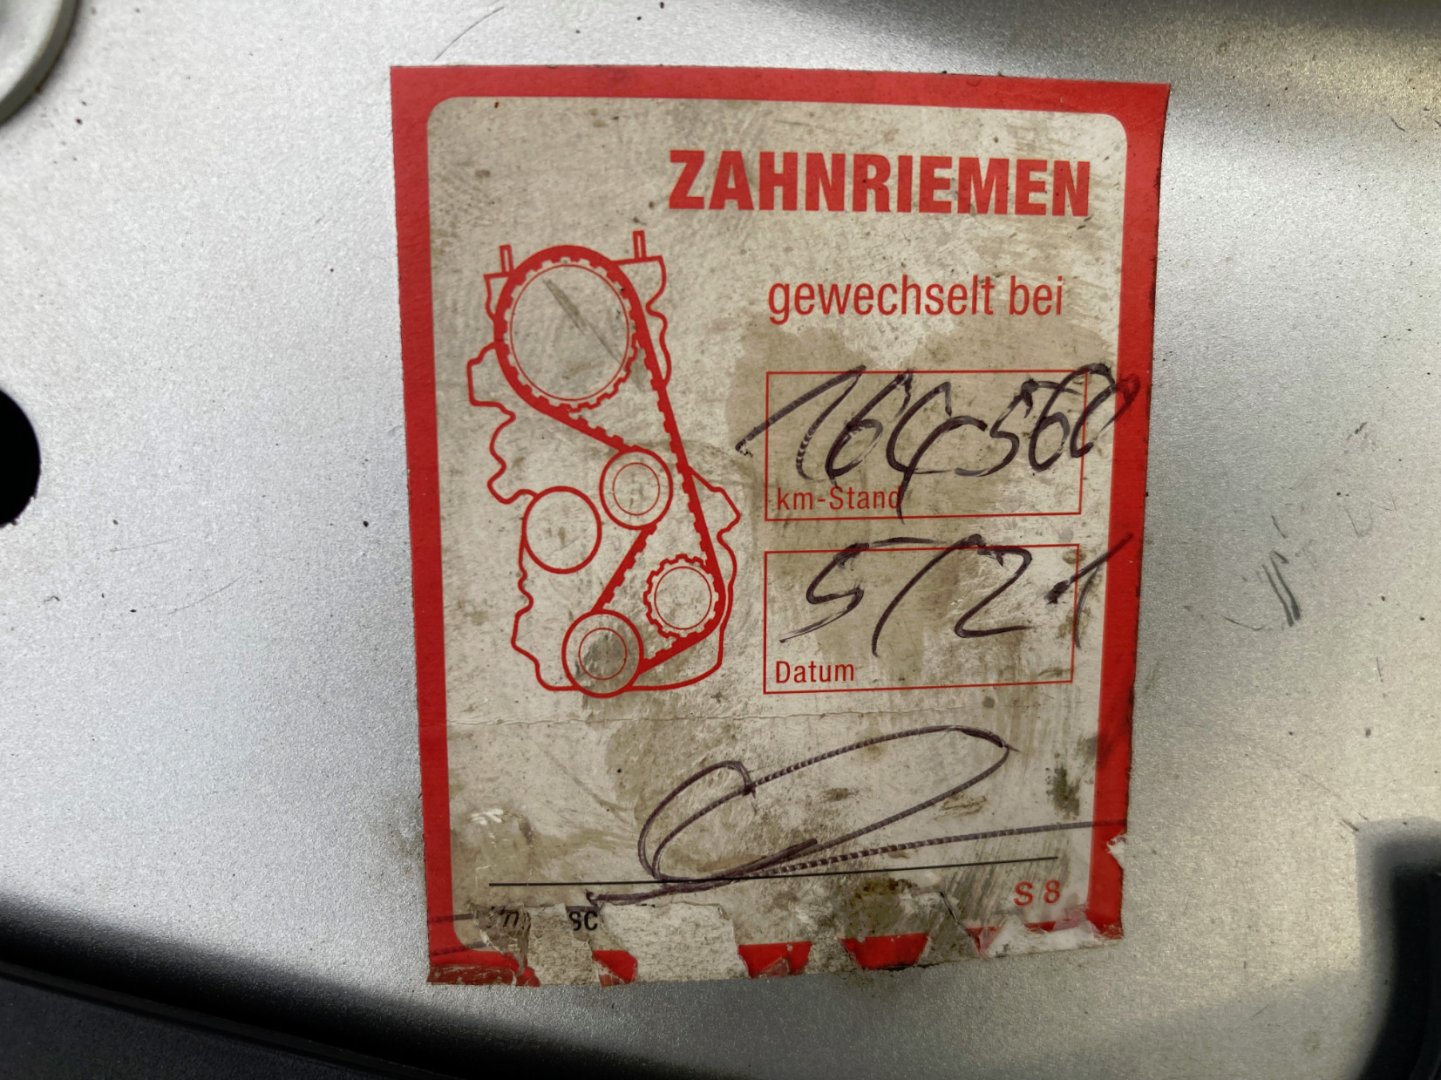 ZAHNRIEMEN
gewechselt bei
164560
km-Stand
5/21
Datum
S 8